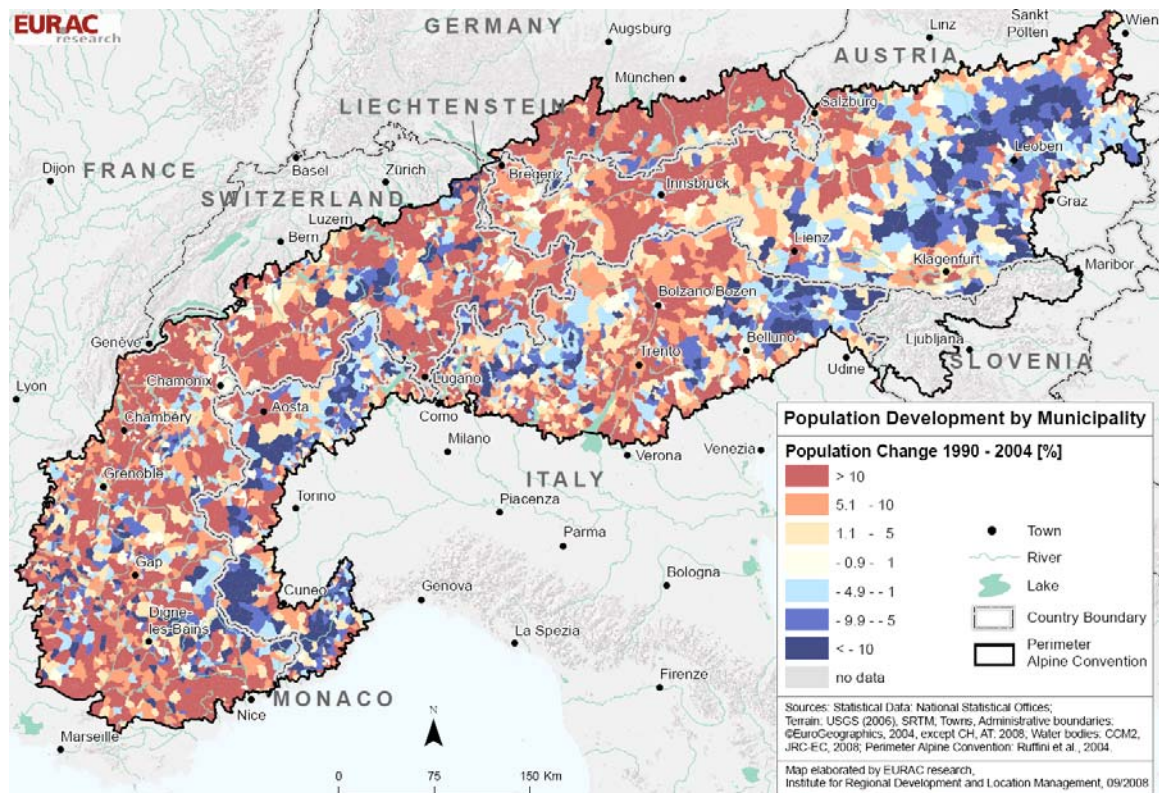 EURAC
research
GERMANY
Augsburg
Linz
Sankt
Pölten
Wien
AUSTRIA
München
LIECHTENSTEIN
Salzburg
Dijon
FRANCE
Basel
Zürich
Bregenz
Leoben
SWITZERLAND
Innsbruck
Luzern
Graz
Bern
Lienz
Klagenfurt
Maribor
Bolzano/Bozen
Genève
Ljubljana
Belluno
SLOVENIA
Trento
Udine
Lyon
Chamonix
Lugano
Aosta
Como
Chambéry
Milano
Verona
Venezia
Grenoble
ITALY
Torino
Piacenza
Parma
Gap
Cuneo
Genova
Bologna
Digne-
les-Bains
La Spezia
Firenze
MONACO
Nice
Marseille
N
0 75 150 Km
Population Development by Municipality
Population Change 1990 - 2004 [%]
> 10
5.1 - 10
1.1 - 5
- 0.9 - 1
- 4.9 - - 1
- 9.9 - - 5
< - 10
no data
Town
River
Lake
Country Boundary
Perimeter
Alpine Convention
Sources: Statistical Data: National Statistical Offices;
Terrain: USGS (2006), SRTM, Towns, Administrative boundaries:
©EuroGeographics, 2004, except CH, AT: 2008, Water bodies: CCM2,
JRC-EC, 2008; Perimeter Alpine Convention: Ruffini et al., 2004.
Map elaborated by EURAC research,
Institute for Regional Development and Location Management, 09/2008